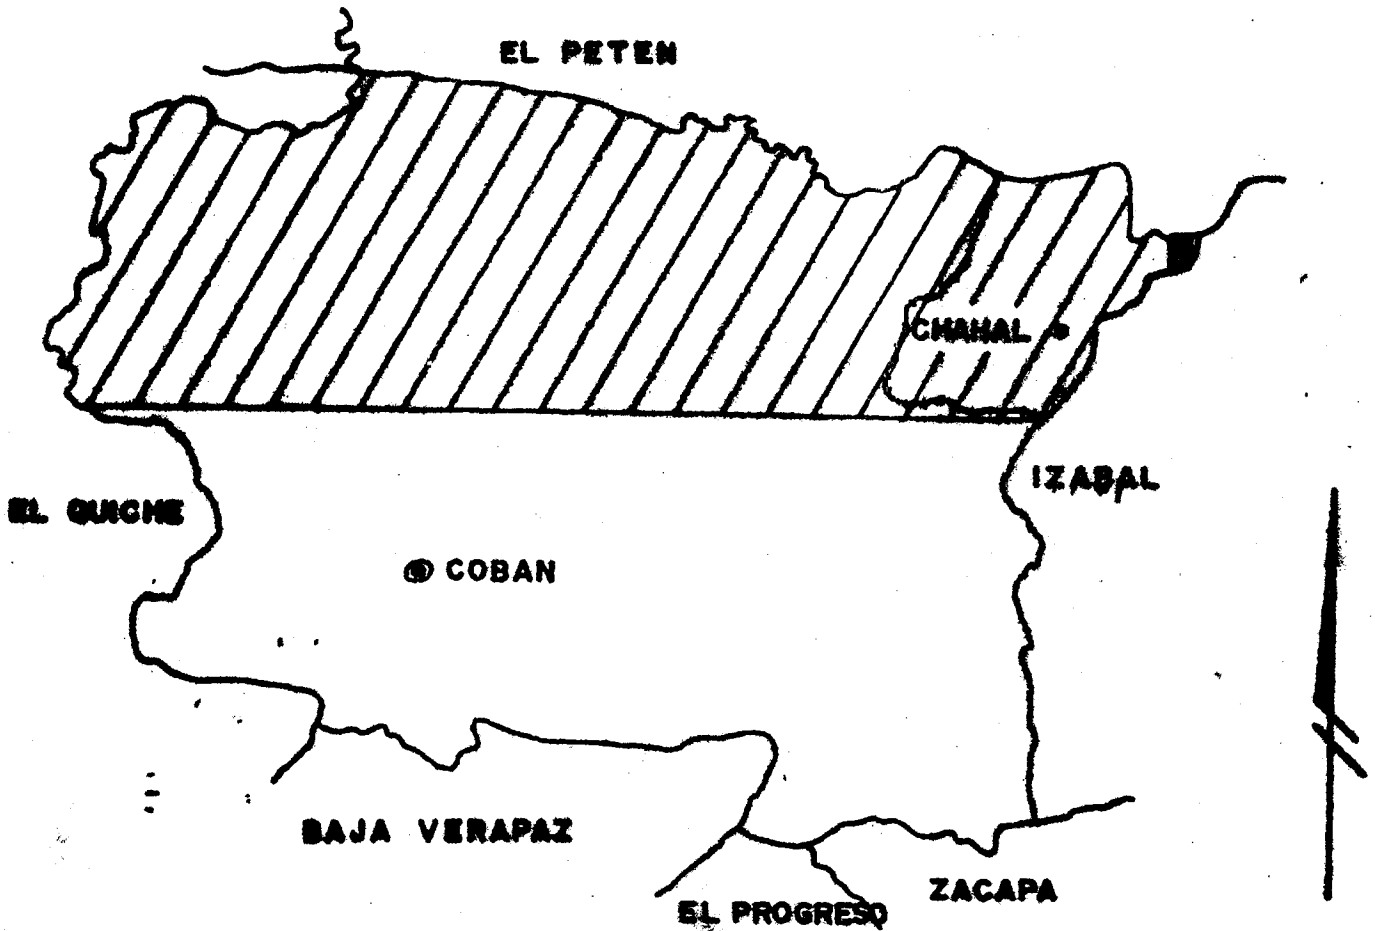 EL PETEN
CHAHAL
IZABAL
EL QUICHE
COBAN
BAJA VERAPAZ
ZACAPA
EL PROGRESO